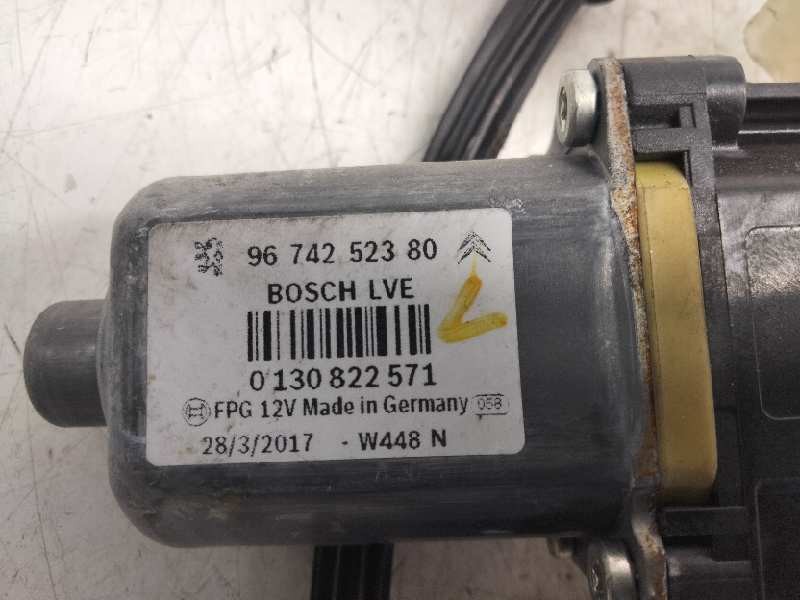 96 742 523 80
BOSCH LVE
0 130 822 571
FPG 12V Made in Germany 058
28/3/2017 - W448 N